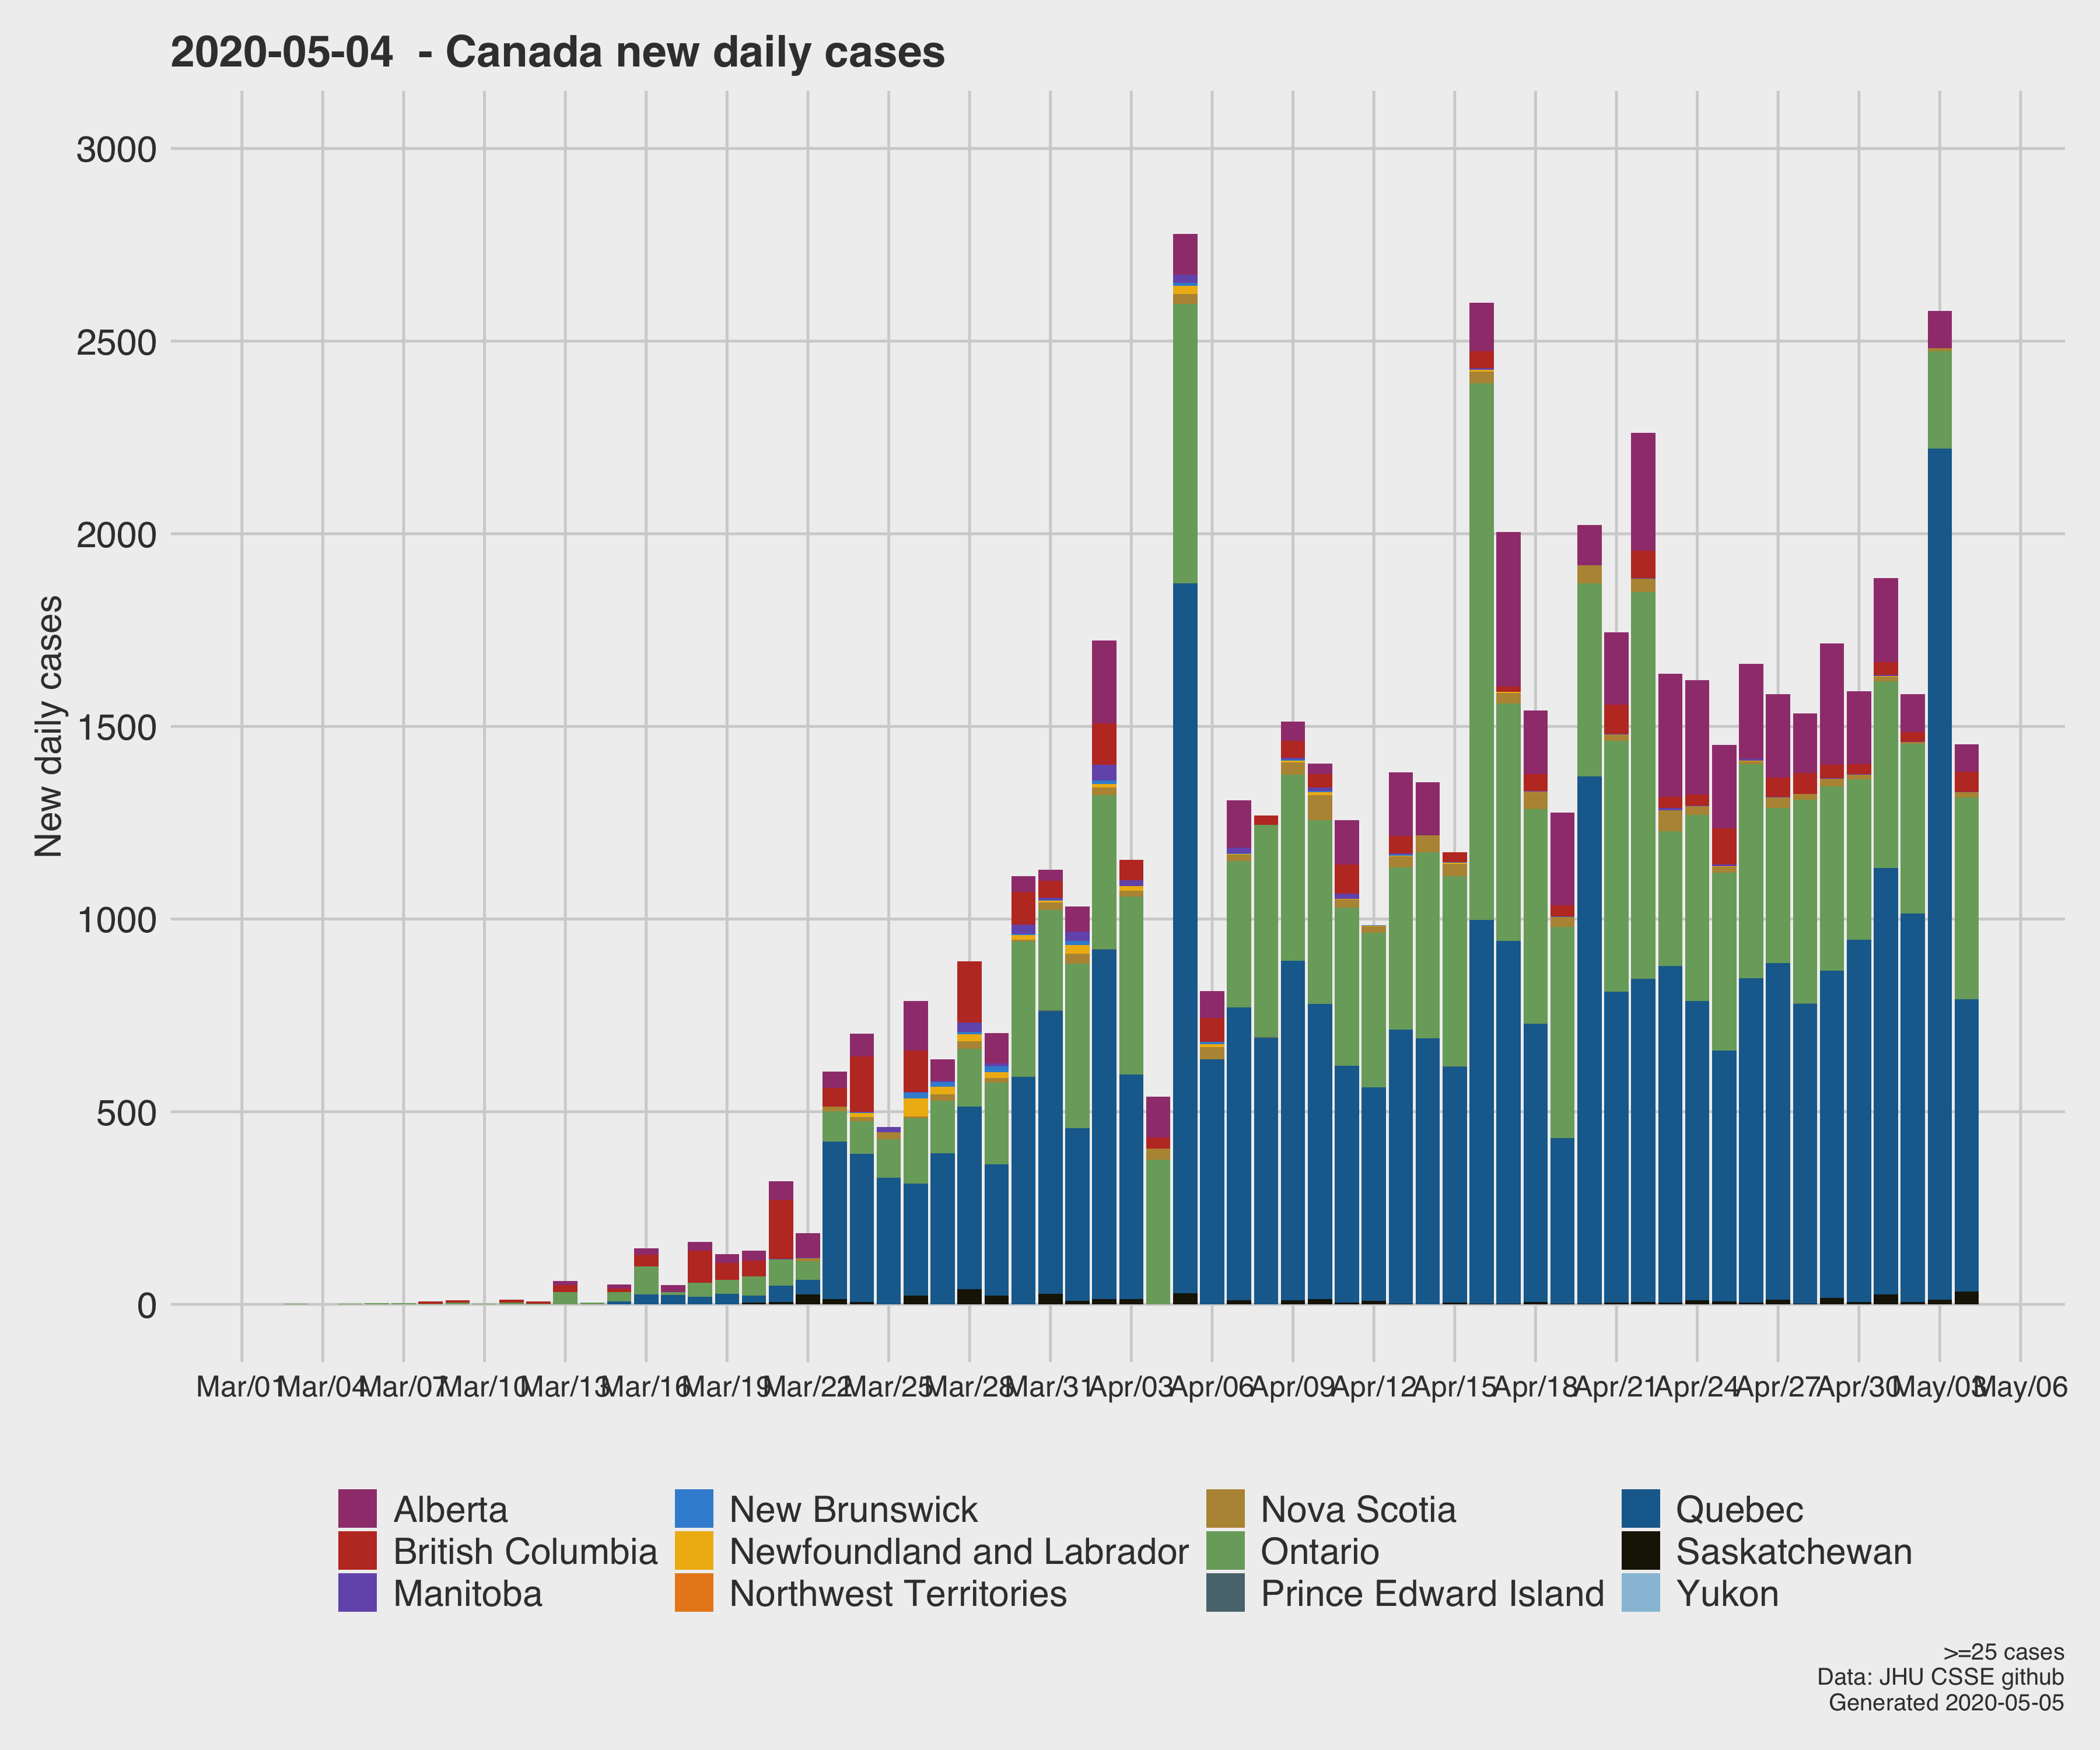 2020-05-04 - Canada new daily cases
New daily cases
3000
2500
2000
1500
1000
500
0
Mar/01 Mar/04 Mar/07 Mar/10 Mar/13 Mar/16 Mar/19 Mar/22 Mar/25 Mar/28 Mar/31 Apr/03 Apr/06 Apr/09 Apr/12 Apr/15 Apr/18 Apr/21 Apr/24 Apr/27 Apr/30 May/03 May/06
Alberta New Brunswick Nova Scotia Quebec
British Columbia Newfoundland and Labrador Ontario Saskatchewan
Manitoba Northwest Territories Prince Edward Island Yukon
>=25 cases
Data: JHU CSSE github
Generated 2020-05-05